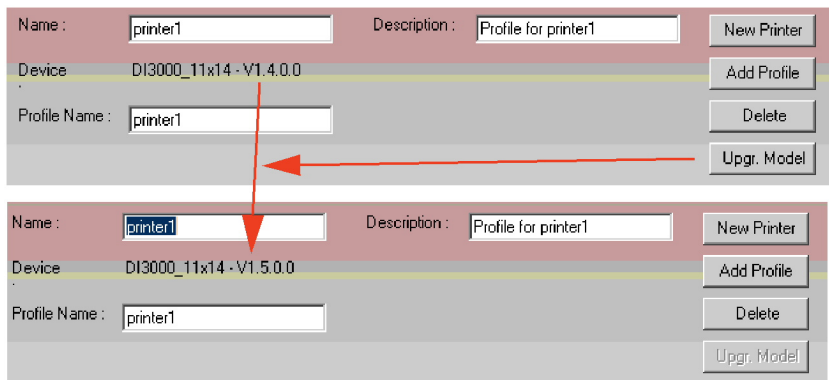 Name : printer1 Description : Profile for printer1 New Printer
Device DI3000_11x14 - V1.4.0.0 Add Profile
:
Profile Name : printer1 Delete
Upgr. Model
Name : printer1 Description : Profile for printer1 New Printer
Device DI3000_11x14 - V1.5.0.0 Add Profile
:
Profile Name : printer1 Delete
Upgr. Model